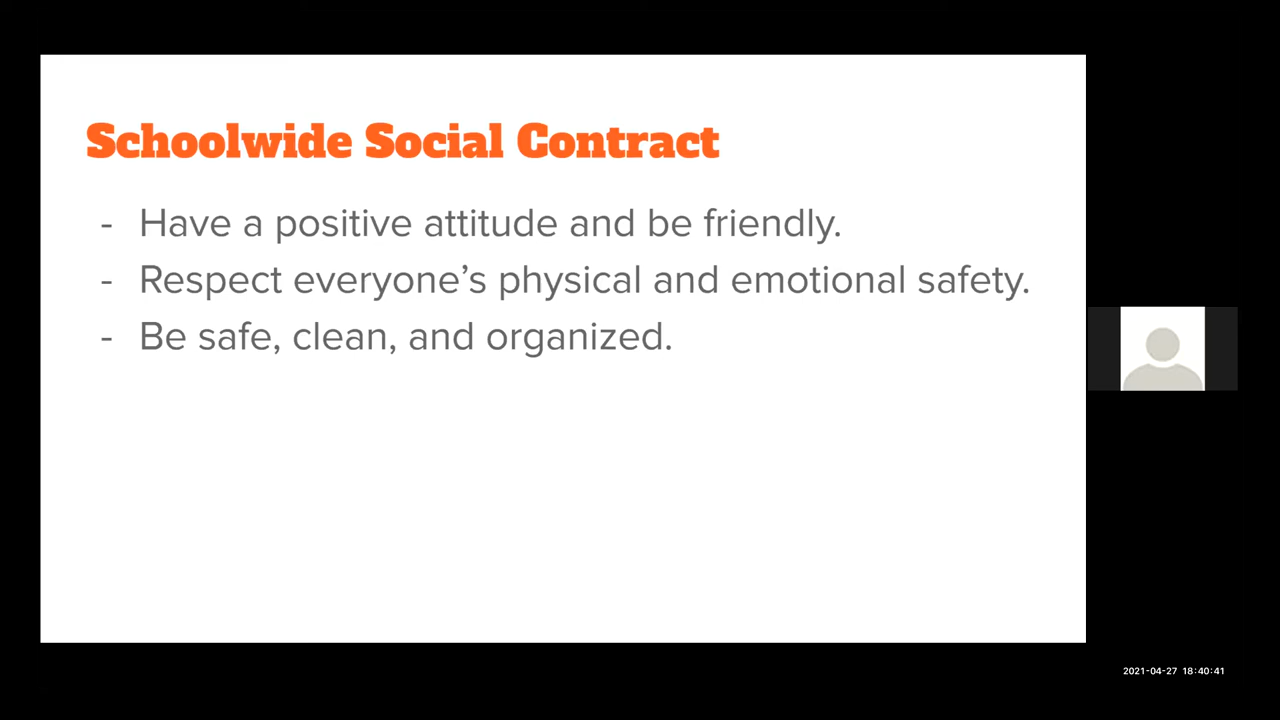 Schoolwide Social Contract
- Have a positive attitude and be friendly.
- Respect everyone’s physical and emotional safety.
- Be safe, clean, and organized.
2021-04-27 18:40:41